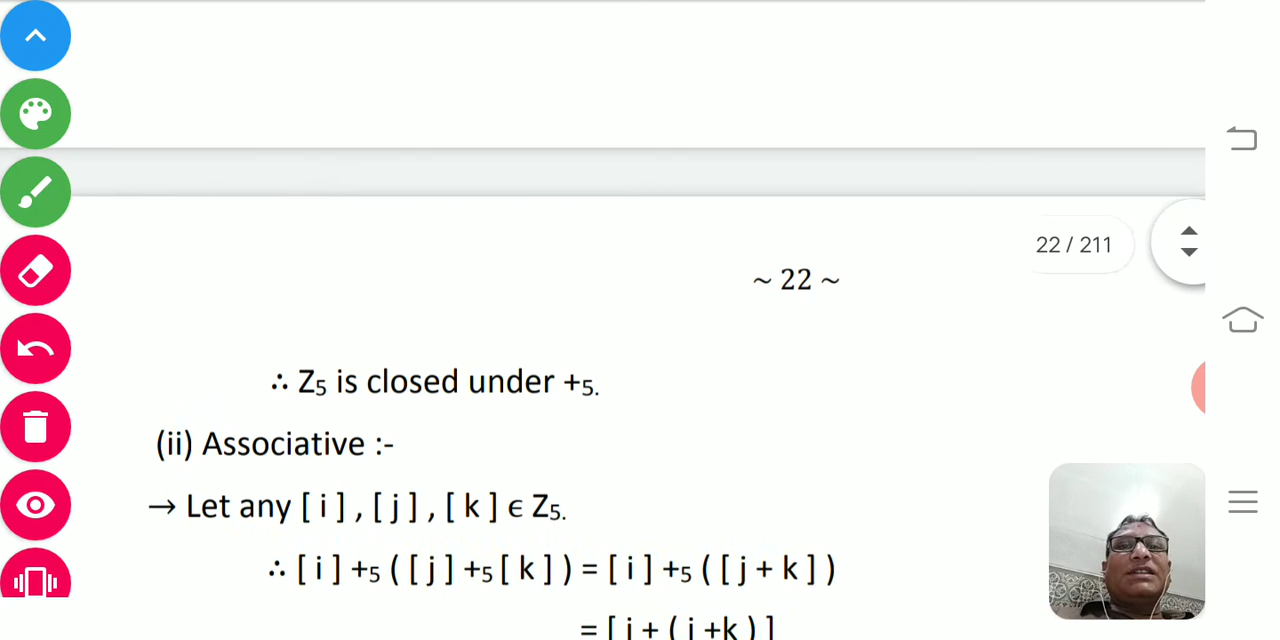 22 / 211
~ 22 ~
∴ Z₅ is closed under +₅.
(ii) Associative :-
→ Let any [ i ] , [ j ] , [ k ] ϵ Z₅.
∴ [ i ] +₅ ( [ j ] +₅ [ k ] ) = [ i ] +₅ ( [ j + k ] )
= [ i + ( j +k ) ]